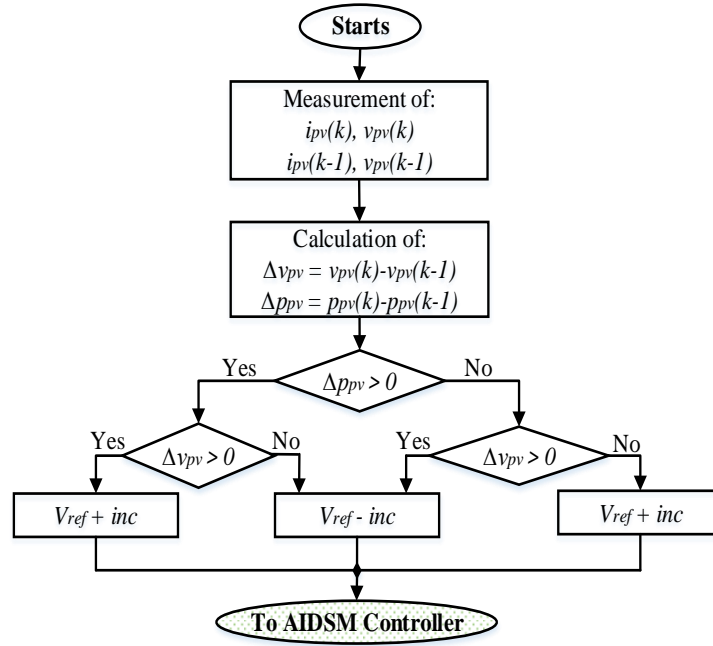 Starts
Measurement of:
ipv(k), vpv(k)
ipv(k-1), vpv(k-1)
Calculation of:
Δvpv = vpv(k)-vpv(k-1)
Δppv = ppv(k)-ppv(k-1)
Yes
No
Δppv > 0
Yes
No
Yes
No
Δvpv > 0
Δvpv > 0
Vref + inc
Vref - inc
Vref + inc
To AIDSM Controller